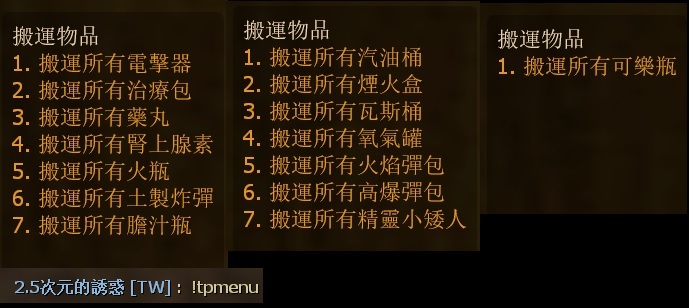 搬運物品
1. 搬運所有電擊器
2. 搬運所有治療包
3. 搬運所有藥丸
4. 搬運所有腎上腺素
5. 搬運所有火瓶
6. 搬運所有土製炸彈
7. 搬運所有膽汁瓶
搬運物品
1. 搬運所有汽油桶
2. 搬運所有煙火盒
3. 搬運所有瓦斯桶
4. 搬運所有氧氣罐
5. 搬運所有火焰彈包
6. 搬運所有高爆彈包
7. 搬運所有精靈小矮人
搬運物品
1. 搬運所有可樂瓶
2.5次元的誘惑 [TW] : !tpmenu